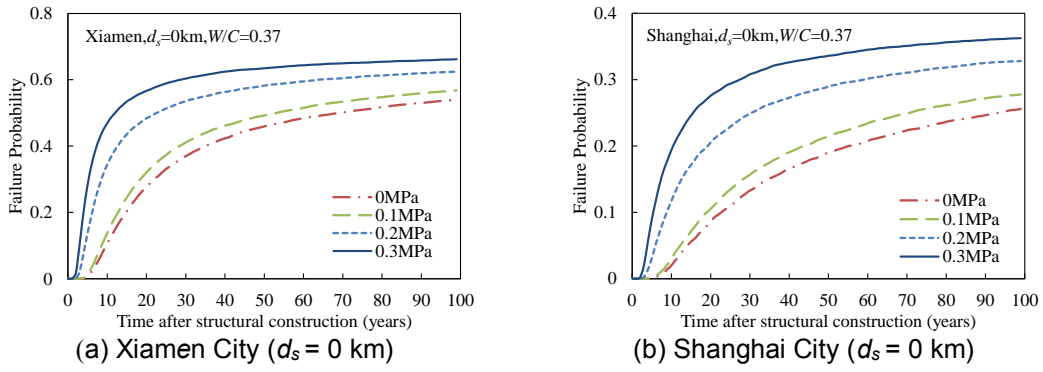 0.8
0.6
0.4
0.2
0
Failure Probability
Xiamen,ds=0km,W/C=0.37
0MPa
0.1MPa
0.2MPa
0.3MPa
0 10 20 30 40 50 60 70 80 90 100
Time after structural construction (years)
(a) Xiamen City (ds = 0 km)
0.4
0.3
0.2
0.1
0
Failure Probability
Shanghai,ds=0km,W/C=0.37
0MPa
0.1MPa
0.2MPa
0.3MPa
0 10 20 30 40 50 60 70 80 90 100
Time after structural construction (years)
(b) Shanghai City (ds = 0 km)